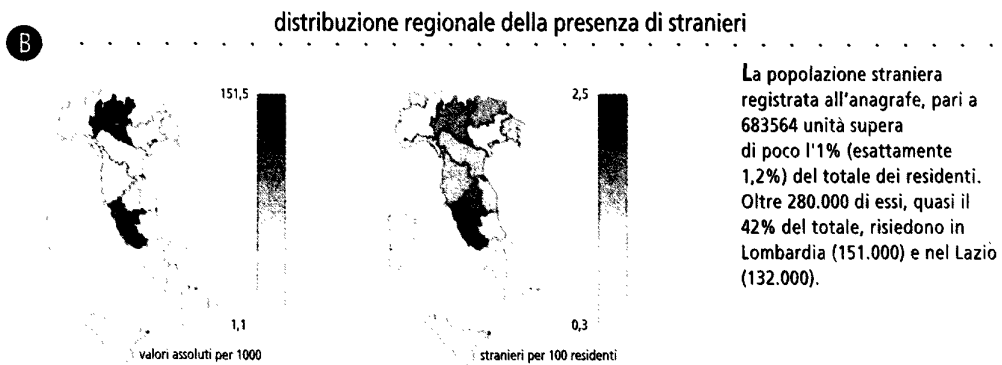 distribuzione regionale della presenza di stranieri
B
151,5
1,1
valori assoluti per 1000
2,5
0,3
stranieri per 100 residenti
La popolazione straniera
registrata all'anagrafe, pari a
683564 unità supera
di poco l'1% (esattamente
1,2%) del totale dei residenti.
Oltre 280.000 di essi, quasi il
42% del totale, risiedono in
Lombardia (151.000) e nel Lazio
(132.000).